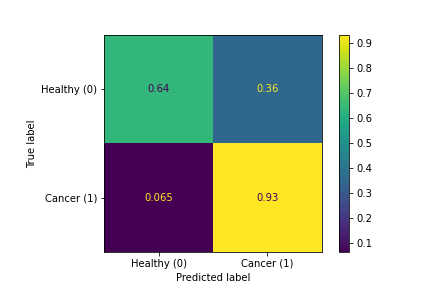 Healthy (0)
0.64
0.36
True label
Cancer (1)
0.065
0.93
Healthy (0)
Cancer (1)
Predicted label
0.9
0.8
0.7
0.6
0.5
0.4
0.3
0.2
0.1